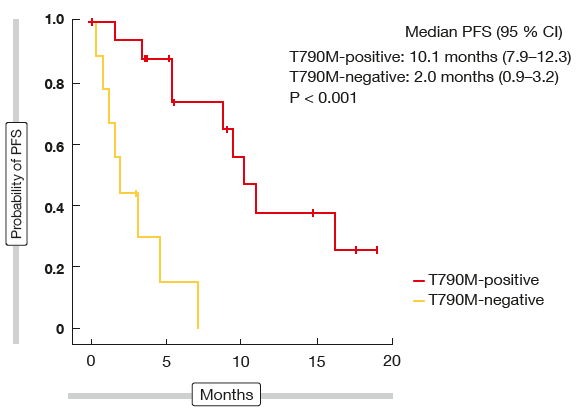 Median PFS (95 % CI)
T790M-positive: 10.1 months (7.9–12.3)
T790M-negative: 2.0 months (0.9–3.2)
P < 0.001
1.0
0.8
0.6
0.4
0.2
0
Probability of PFS
T790M-positive
T790M-negative
0 5 10 15 20
Months